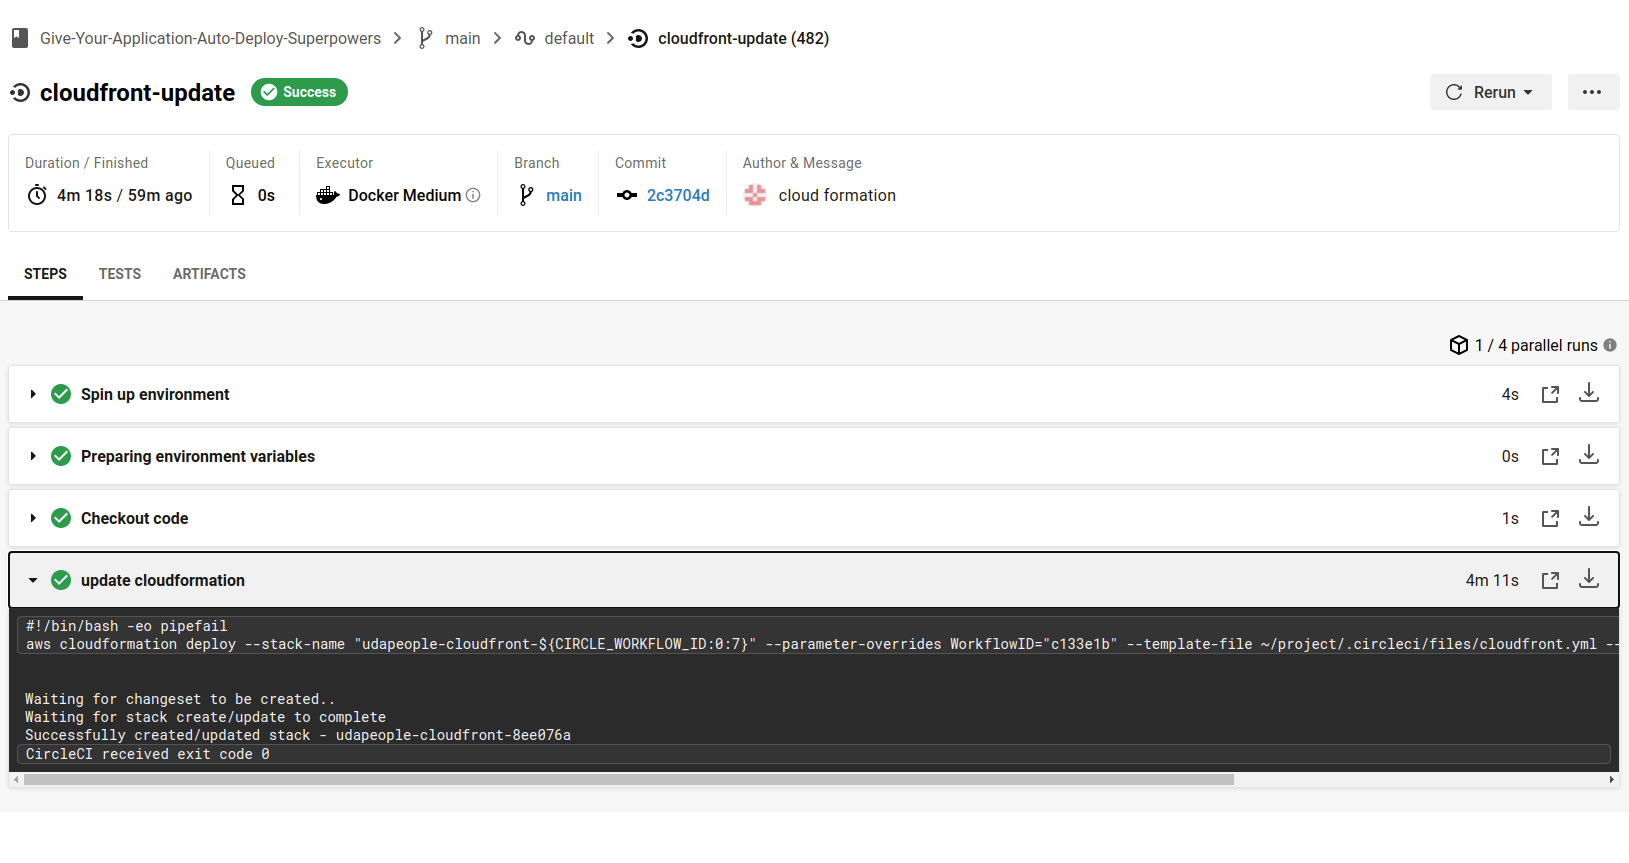 Give-Your-Application-Auto-Deploy-Superpowers > main > default > cloudfront-update (482)
cloudfront-update Success Rerun
Duration / Finished Queued Executor Branch Commit Author & Message
4m 18s / 59m ago 0s Docker Medium main 2c3704d cloud formation
STEPS TESTS ARTIFACTS
1 / 4 parallel runs
Spin up environment 4s
Preparing environment variables 0s
Checkout code 1s
update cloudformation 4m 11s
#!/bin/bash -eo pipefail
aws cloudformation deploy --stack-name "udapeople-cloudfront-${CIRCLE_WORKFLOW_ID:0:7}" --parameter-overrides WorkflowID="c133e1b" --template-file ~/project/.circleci/files/cloudfront.yml --
Waiting for changeset to be created..
Waiting for stack create/update to complete
Successfully created/updated stack - udapeople-cloudfront-8ee076a
CircleCI received exit code 0